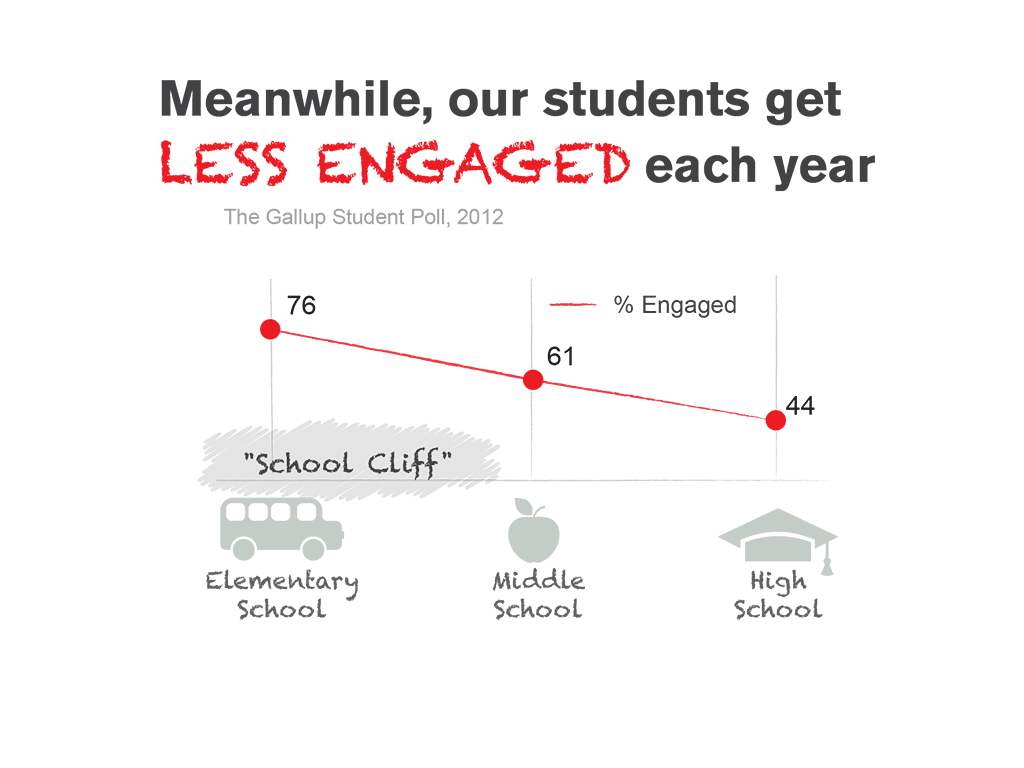 Meanwhile, our students get
LESS ENGAGED each year
The Gallup Student Poll, 2012
76
% Engaged
61
44
"School Cliff"
Elementary
School
Middle
School
High
School